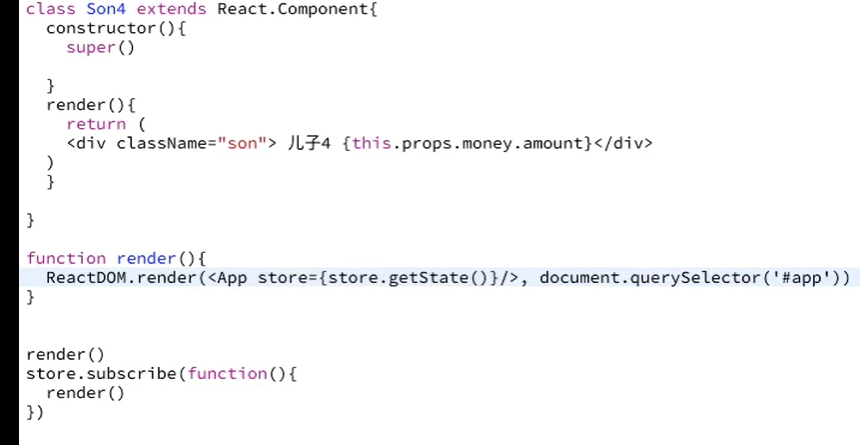 class Son4 extends React.Component{
constructor(){
super()
}
render(){
return (
<div className="son"> 儿子4 {this.props.money.amount}</div>
)
}
}
function render(){
ReactDOM.render(<App store={store.getState()}/>, document.querySelector('#app'))
}
render()
store.subscribe(function(){
render()
})